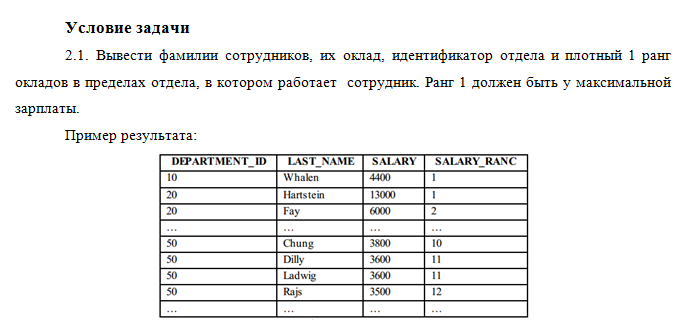 Условие задачи
2.1. Вывести фамилии сотрудников, их оклад, идентификатор отдела и плотный 1 ранг
окладов в пределах отдела, в котором работает сотрудник. Ранг 1 должен быть у максимальной
зарплаты.
Пример результата:
DEPARTMENT_ID LAST_NAME SALARY SALARY_RANC
10 Whalen 4400 1
20 Hartstein 13000 1
20 Fay 6000 2
... ... ... ...
50 Chung 3800 10
50 Dilly 3600 11
50 Ladwig 3600 11
50 Rajs 3500 12
... ... ... ...